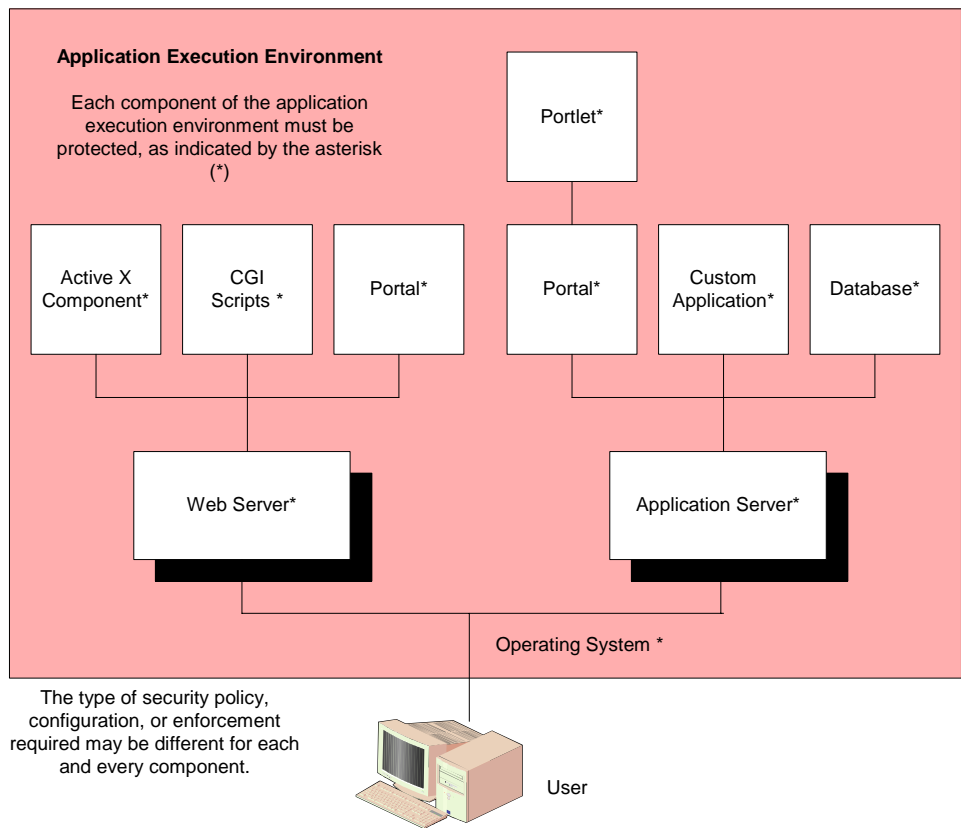 Application Execution Environment
Each component of the application
execution environment must be
protected, as indicated by the asterisk
(*)
Portlet*
Active X
Component*
CGI
Scripts *
Portal*
Portal*
Custom
Application*
Database*
Web Server*
Application Server*
Operating System *
The type of security policy,
configuration, or enforcement
required may be different for each
and every component.
User